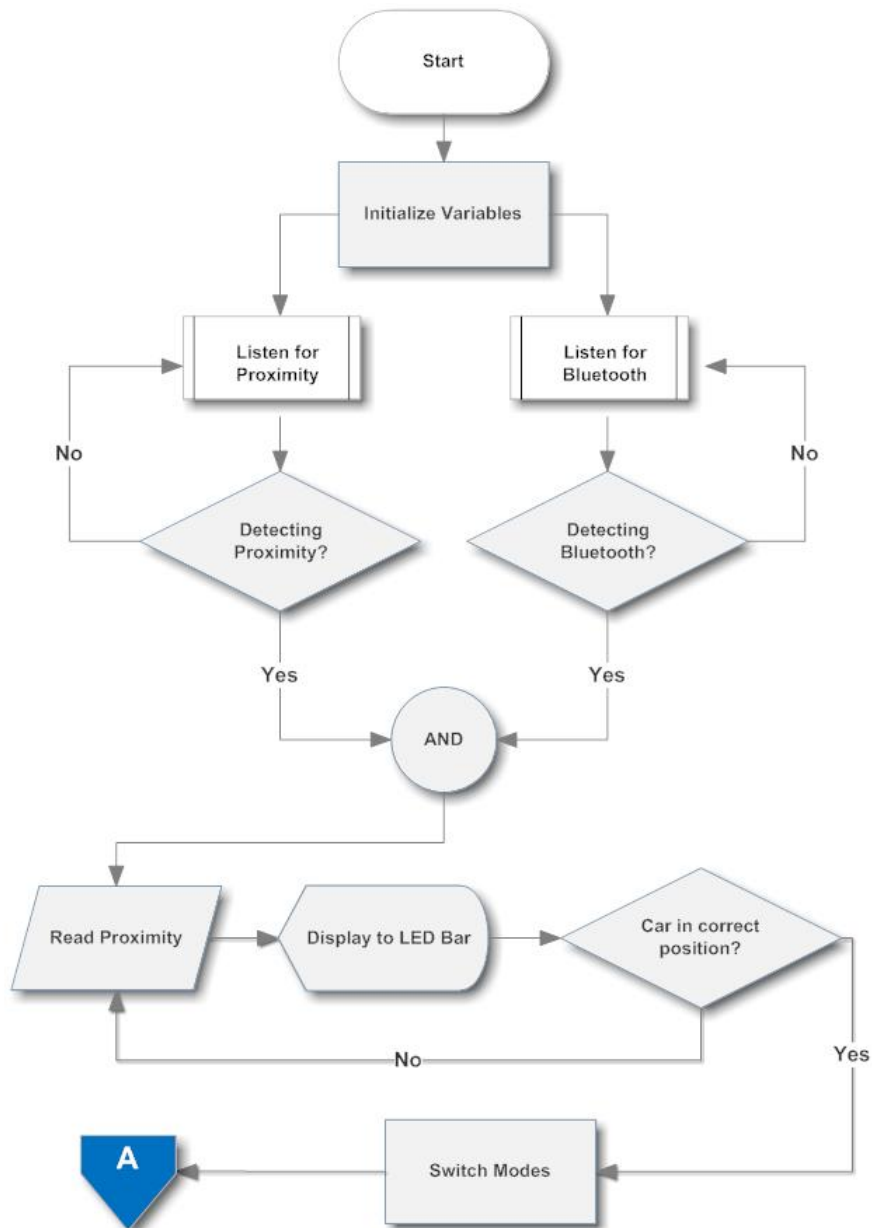 Start
Initialize Variables
Listen for
Proximity
Listen for
Bluetooth
No
No
Detecting
Proximity?
Detecting
Bluetooth?
Yes
Yes
AND
Read Proximity
Display to LED Bar
Car in correct
position?
No
Yes
A
Switch Modes